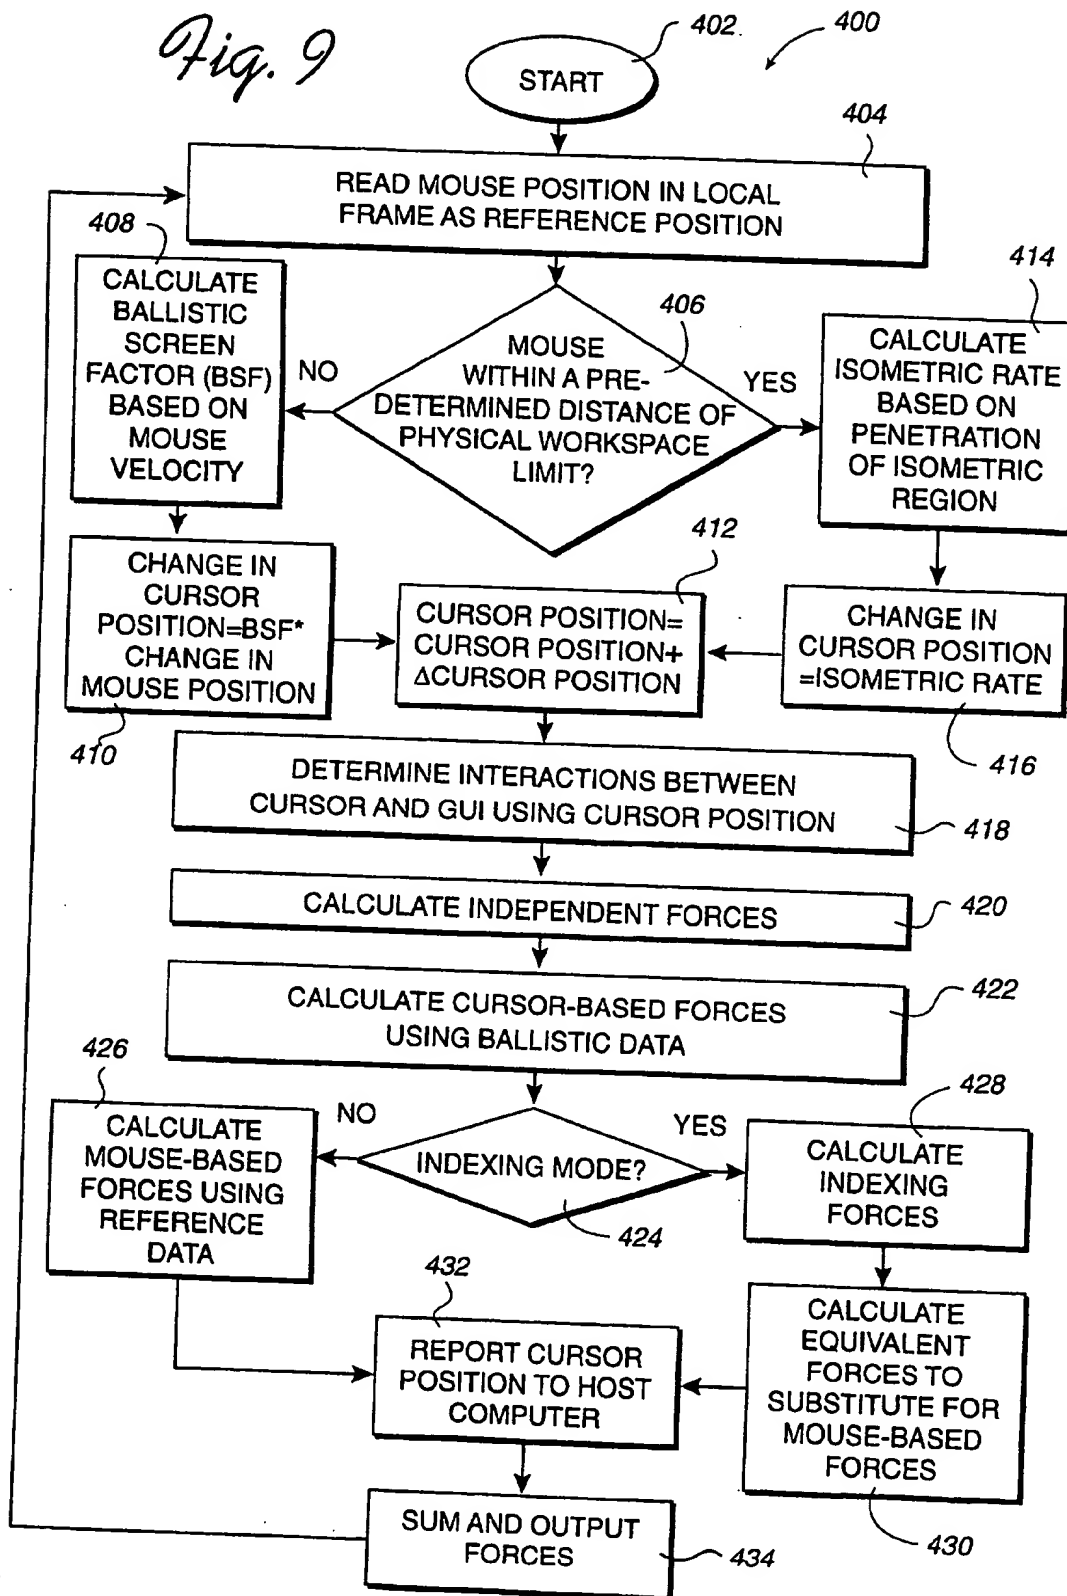 Fig. 9
402.
400
START
404
READ MOUSE POSITION IN LOCAL
FRAME AS REFERENCE POSITION
408
CALCULATE
BALLISTIC
SCREEN
FACTOR (BSF)
BASED ON
MOUSE
VELOCITY
NO
406
MOUSE
WITHIN A PRE-
DETERMINED DISTANCE OF
PHYSICAL WORKSPACE
LIMIT?
YES
414
CALCULATE
ISOMETRIC RATE
BASED ON
PENETRATION
OF ISOMETRIC
REGION
CHANGE IN
CURSOR
POSITION=BSF*
CHANGE IN
MOUSE POSITION
410
412
CURSOR POSITION=
CURSOR POSITION+
ΔCURSOR POSITION
CHANGE IN
CURSOR POSITION
=ISOMETRIC RATE
416
DETERMINE INTERACTIONS BETWEEN
CURSOR AND GUI USING CURSOR POSITION
418
CALCULATE INDEPENDENT FORCES
420
CALCULATE CURSOR-BASED FORCES
USING BALLISTIC DATA
422
426
CALCULATE
MOUSE-BASED
FORCES USING
REFERENCE
DATA
NO
INDEXING MODE?
424
YES
428
CALCULATE
INDEXING
FORCES
432
REPORT CURSOR
POSITION TO HOST
COMPUTER
CALCULATE
EQUIVALENT
FORCES TO
SUBSTITUTE FOR
MOUSE-BASED
FORCES
430
SUM AND OUTPUT
FORCES
434